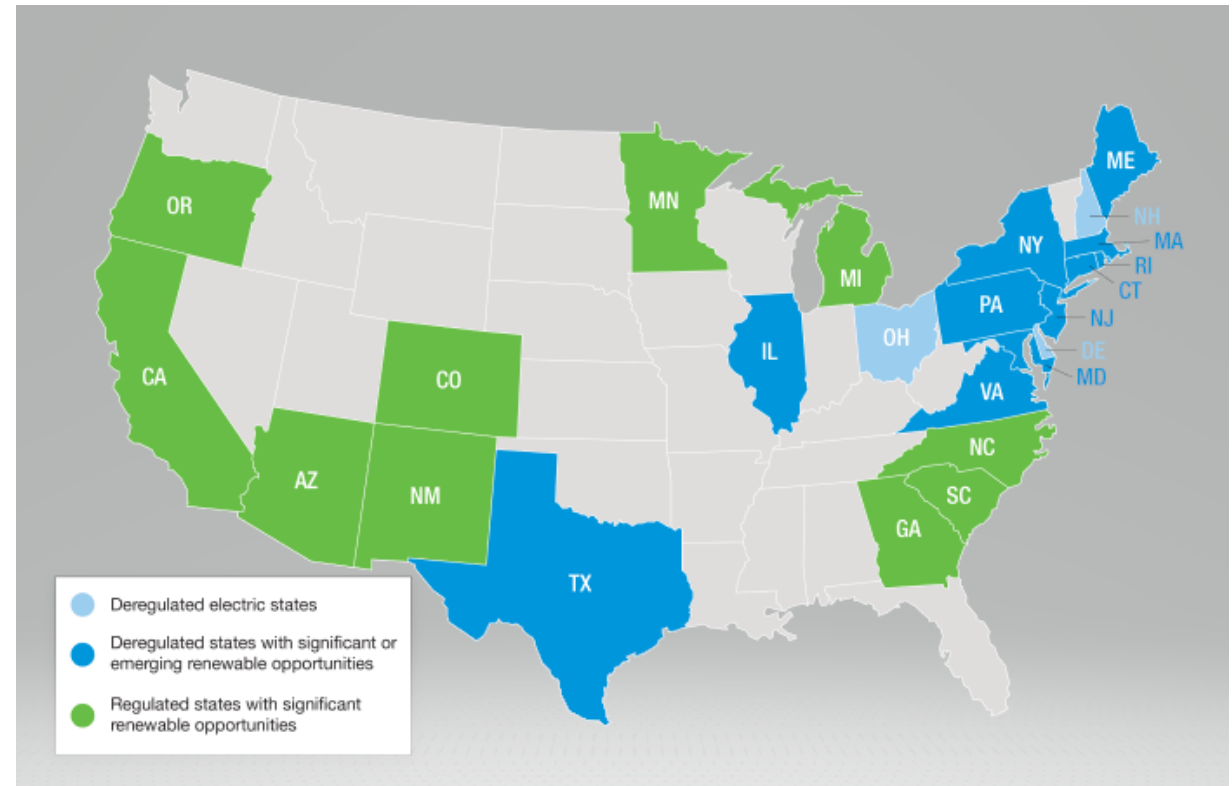 ME
OR
MN
NH
NY
MA
MI
RI
CT
PA
NJ
OH
IL
DE
CA
CO
MD
VA
NC
AZ
NM
SC
GA
TX
Deregulated electric states
Deregulated states with significant or
emerging renewable opportunities
Regulated states with significant
renewable opportunities